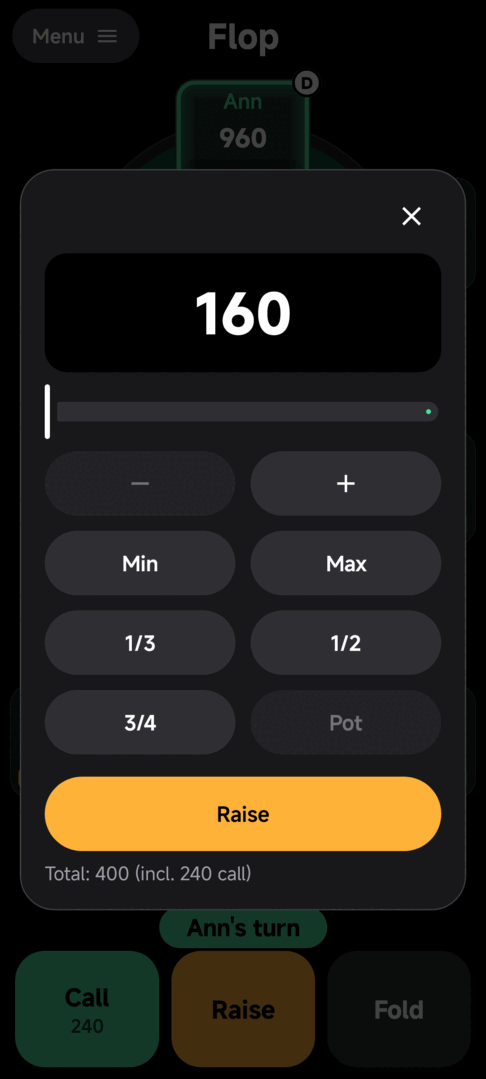 Menu
Flop
D
Ann
960
160
Min
Max
1/3
1/2
3/4
Pot
Raise
Total: 400 (incl. 240 call)
Ann's turn
Call
240
Raise
Fold